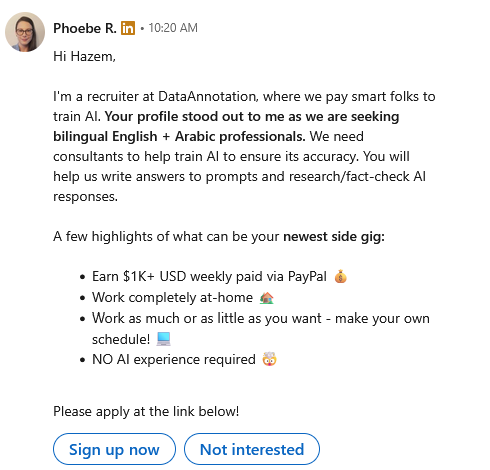 Phoebe R. in • 10:20 AM
Hi Hazem,
I'm a recruiter at DataAnnotation, where we pay smart folks to
train AI. Your profile stood out to me as we are seeking
bilingual English + Arabic professionals. We need
consultants to help train AI to ensure its accuracy. You will
help us write answers to prompts and research/fact-check AI
responses.
A few highlights of what can be your newest side gig:
• Earn $1K+ USD weekly paid via PayPal 💰
• Work completely at-home 🏠
• Work as much or as little as you want - make your own
schedule! 💻
• NO AI experience required 🤯
Please apply at the link below!
Sign up now Not interested